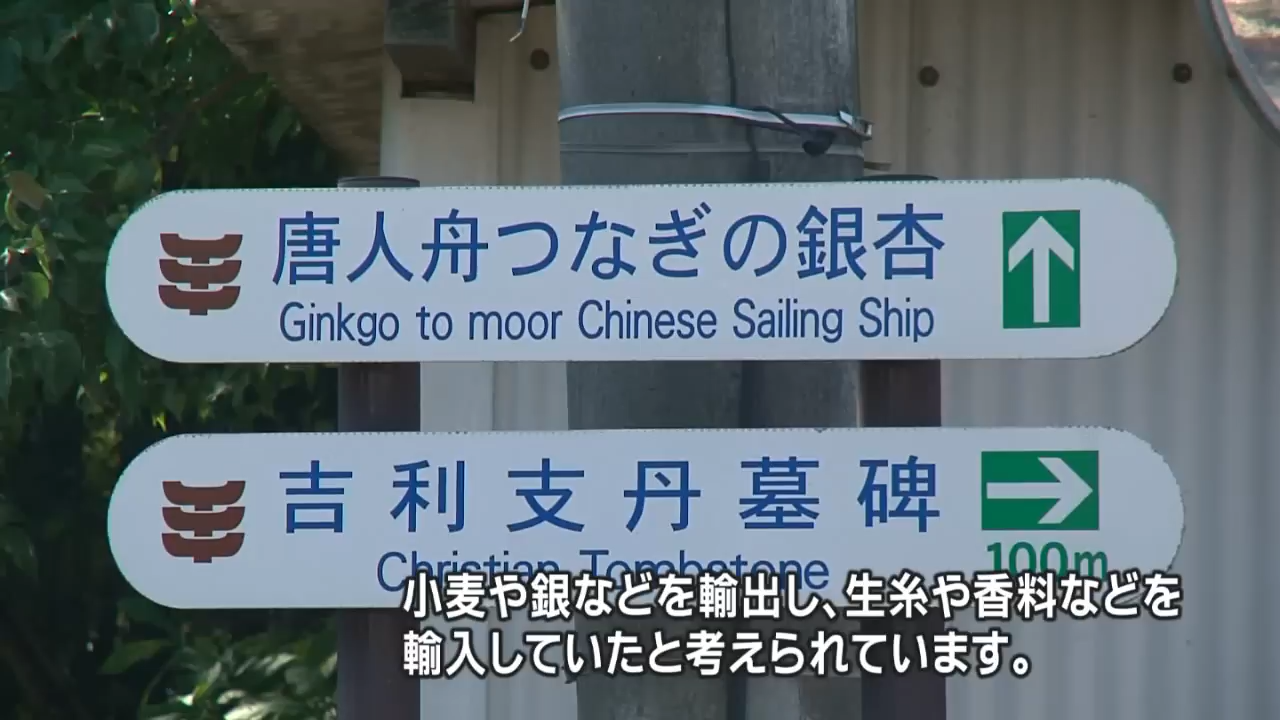 唐人舟つなぎの銀杏
Ginkgo to moor Chinese Sailing Ship
吉利支丹墓碑
Christian Tombstone
100m
小麦や銀などを輸出し、生糸や香料などを
輸入していたと考えられています。